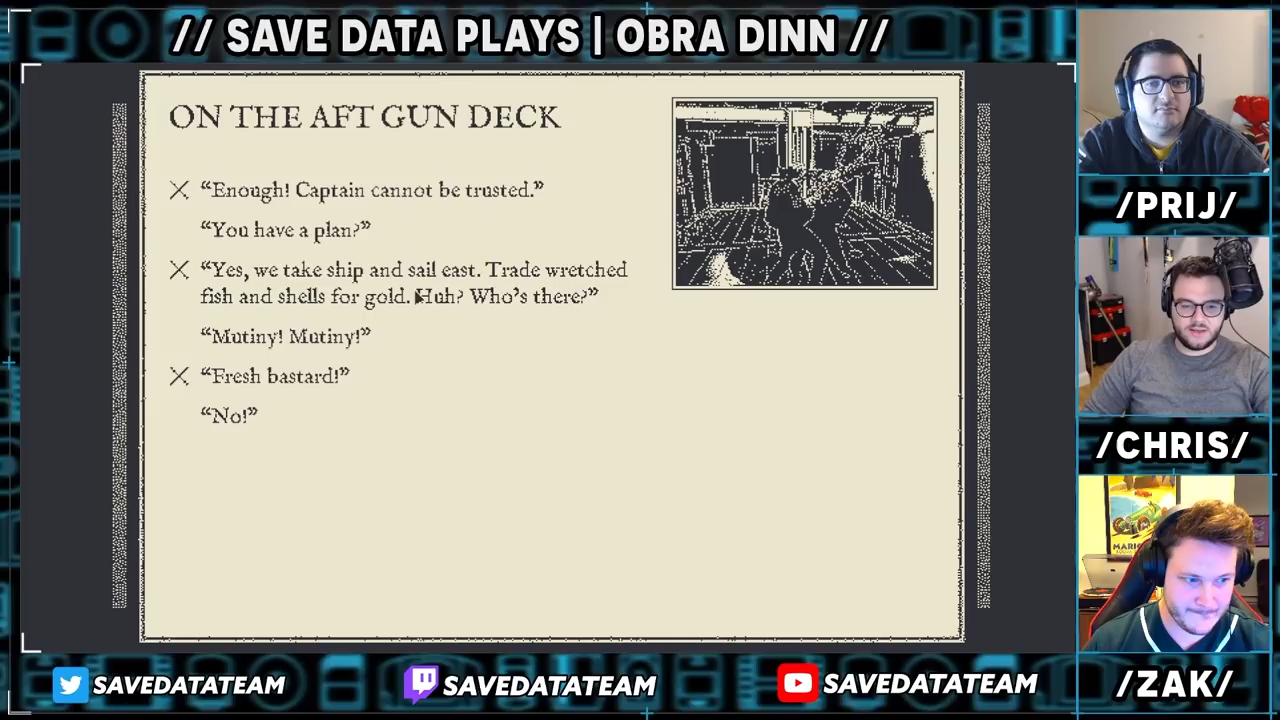 // SAVE DATA PLAYS | OBRA DINN //
ON THE AFT GUN DECK
“Enough! Captain cannot be trusted.”
“You have a plan?”
“Yes, we take ship and sail east. Trade wretched
fish and shells for gold. Huh? Who’s there?”
“Mutiny! Mutiny!”
“Fresh bastard!”
“No!”
/PRIJ/
/CHRIS/
MARIO
/ZAK/
SAVEDATATEAM
SAVEDATATEAM
SAVEDATATEAM